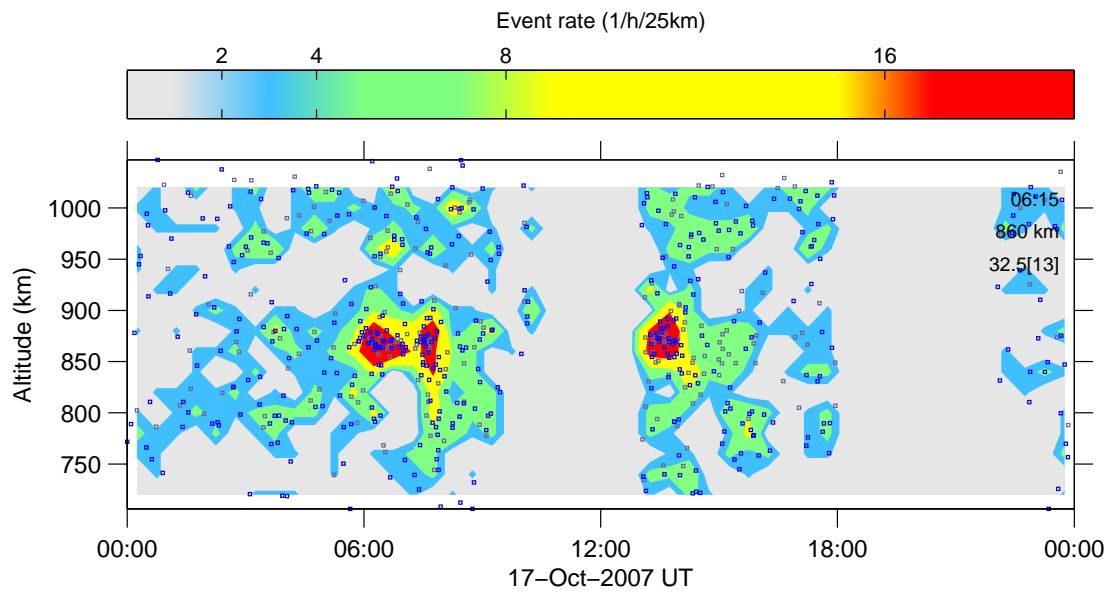 Event rate (1/h/25km)
2 4 8 16
06:15
860 km
32.5[13]
1000
950
900
850
800
750
Altitude (km)
00:00 06:00 12:00 18:00 00:00
17−Oct−2007 UT